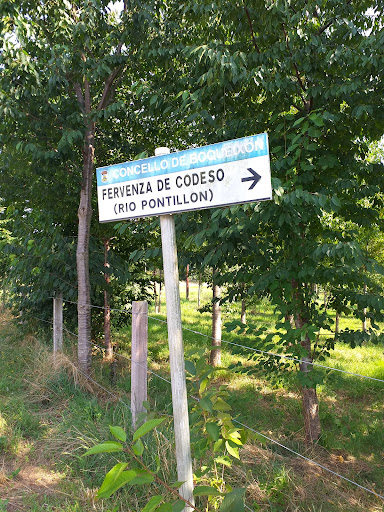 CONCELLO DE BOQUEIXÓN
FERVENZA DE CODESO
(RIO PONTILLON)